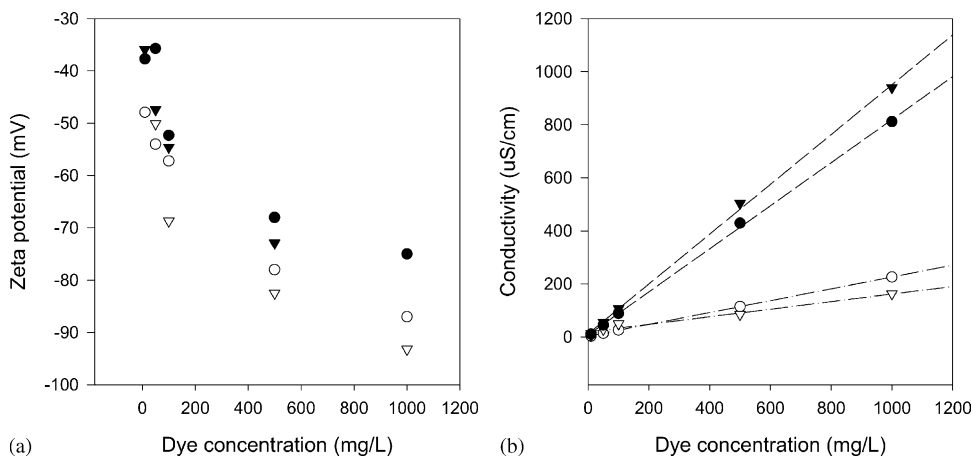 -30
-40
-50
-60
-70
-80
-90
-100
Zeta potential (mV)
0 200 400 600 800 1000 1200
Dye concentration (mg/L)
(a)
1200
1000
800
600
400
200
0
Conductivity (uS/cm)
0 200 400 600 800 1000 1200
Dye concentration (mg/L)
(b)